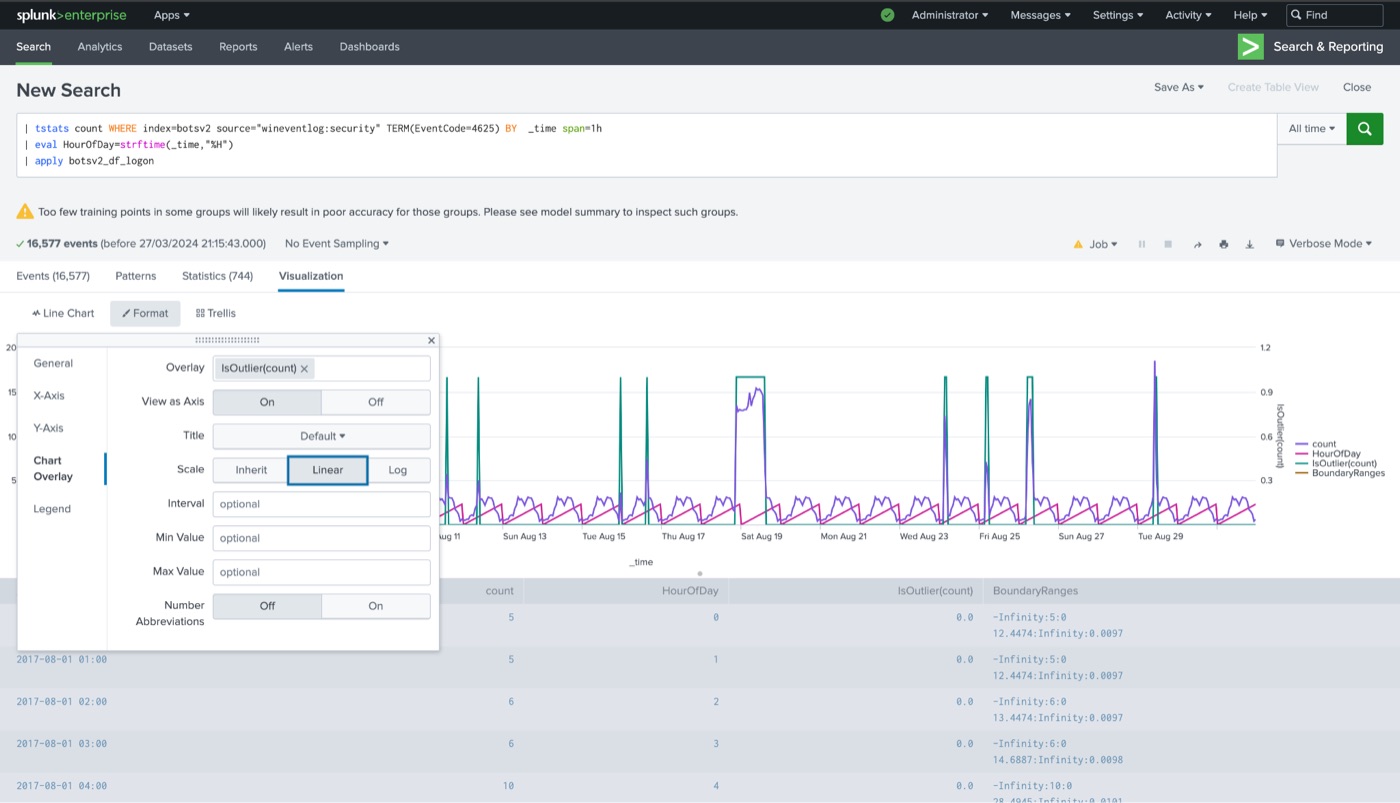 splunk>enterprise Apps Administrator Messages Settings Activity Help Find
Search Analytics Datasets Reports Alerts Dashboards Search & Reporting
New Search Save As Create Table View Close
| tstats count WHERE index=botsv2 source="wineventlog:security" TERM(EventCode=4625) BY _time span=1h All time
| eval HourOfDay=strftime(_time,"%H")
| apply botsv2_df_logon
Too few training points in some groups will likely result in poor accuracy for those groups. Please see model summary to inspect such groups.
16,577 events (before 27/03/2024 21:15:43.000) No Event Sampling Job Verbose Mode
Events (16,577) Patterns Statistics (744) Visualization
Line Chart Format Trellis
General
X-Axis
Y-Axis
Chart
Overlay
Legend
Overlay IsOutlier(count) ×
View as Axis On Off
Title Default
Scale Inherit Linear Log
Interval optional
Min Value optional
Max Value optional
Number
Abbreviations Off On
20
15
10
5
1.2
0.9
0.6
0.3
IsOutlier(count)
count
HourOfDay
IsOutlier(count)
BoundaryRanges
ug 11 Sun Aug 13 Tue Aug 15 Thu Aug 17 Sat Aug 19 Mon Aug 21 Wed Aug 23 Fri Aug 25 Sun Aug 27 Tue Aug 29
_time
count HourOfDay IsOutlier(count) BoundaryRanges
5 0 0.0 -Infinity:5:0
12.4474:Infinity:0.0097
2017-08-01 01:00 5 1 0.0 -Infinity:5:0
12.4474:Infinity:0.0097
2017-08-01 02:00 6 2 0.0 -Infinity:6:0
13.4474:Infinity:0.0097
2017-08-01 03:00 6 3 0.0 -Infinity:6:0
14.6887:Infinity:0.0098
2017-08-01 04:00 10 4 0.0 -Infinity:10:0
28.4945:Infinity:0.0101